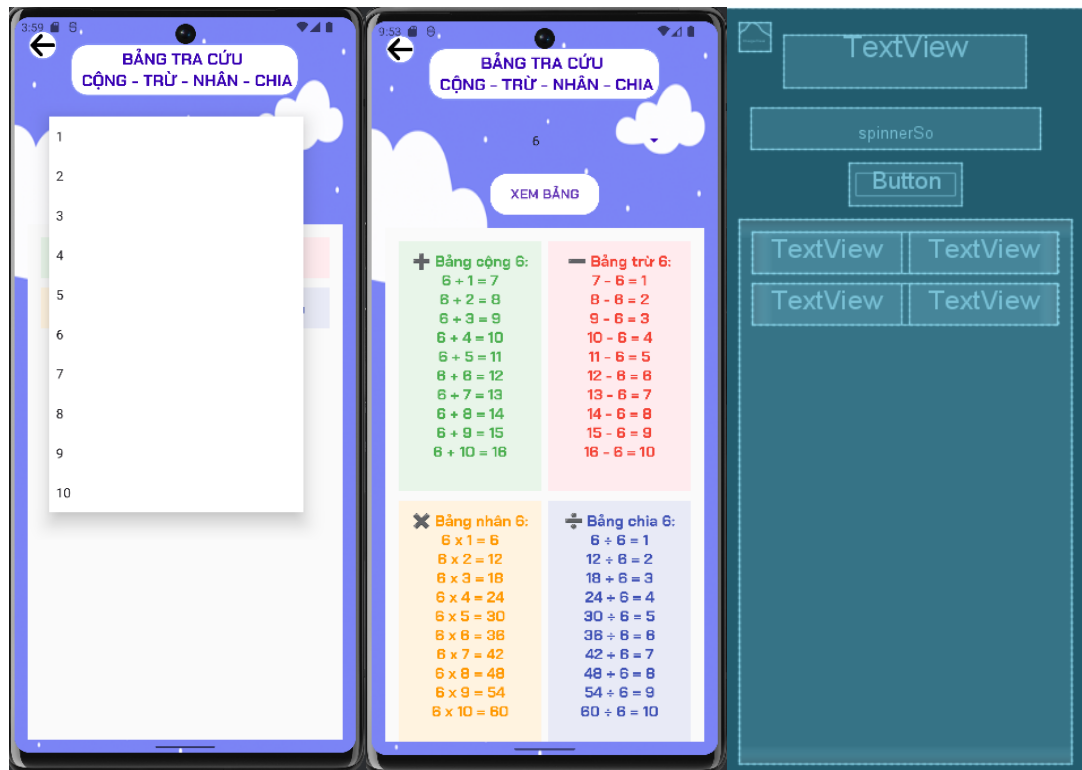 3:59
BẢNG TRA CỨU
CỘNG - TRỪ - NHÂN - CHIA
1
2
3
4
5
6
7
8
9
10
9:53
BẢNG TRA CỨU
CỘNG - TRỪ - NHÂN - CHIA
6
XEM BẢNG
➕ Bảng cộng 6:
6 + 1 = 7
6 + 2 = 8
6 + 3 = 9
6 + 4 = 10
6 + 5 = 11
6 + 6 = 12
6 + 7 = 13
6 + 8 = 14
6 + 9 = 15
6 + 10 = 16
➖ Bảng trừ 6:
7 - 6 = 1
8 - 6 = 2
9 - 6 = 3
10 - 6 = 4
11 - 6 = 5
12 - 6 = 6
13 - 6 = 7
14 - 6 = 8
15 - 6 = 9
16 - 6 = 10
✖ Bảng nhân 6:
6 x 1 = 6
6 x 2 = 12
6 x 3 = 18
6 x 4 = 24
6 x 5 = 30
6 x 6 = 36
6 x 7 = 42
6 x 8 = 48
6 x 9 = 54
6 x 10 = 60
➗ Bảng chia 6:
6 ÷ 6 = 1
12 ÷ 6 = 2
18 ÷ 6 = 3
24 ÷ 6 = 4
30 ÷ 6 = 5
36 ÷ 6 = 6
42 ÷ 6 = 7
48 ÷ 6 = 8
54 ÷ 6 = 9
60 ÷ 6 = 10
TextView
spinnerSo
Button
TextView TextView
TextView TextView